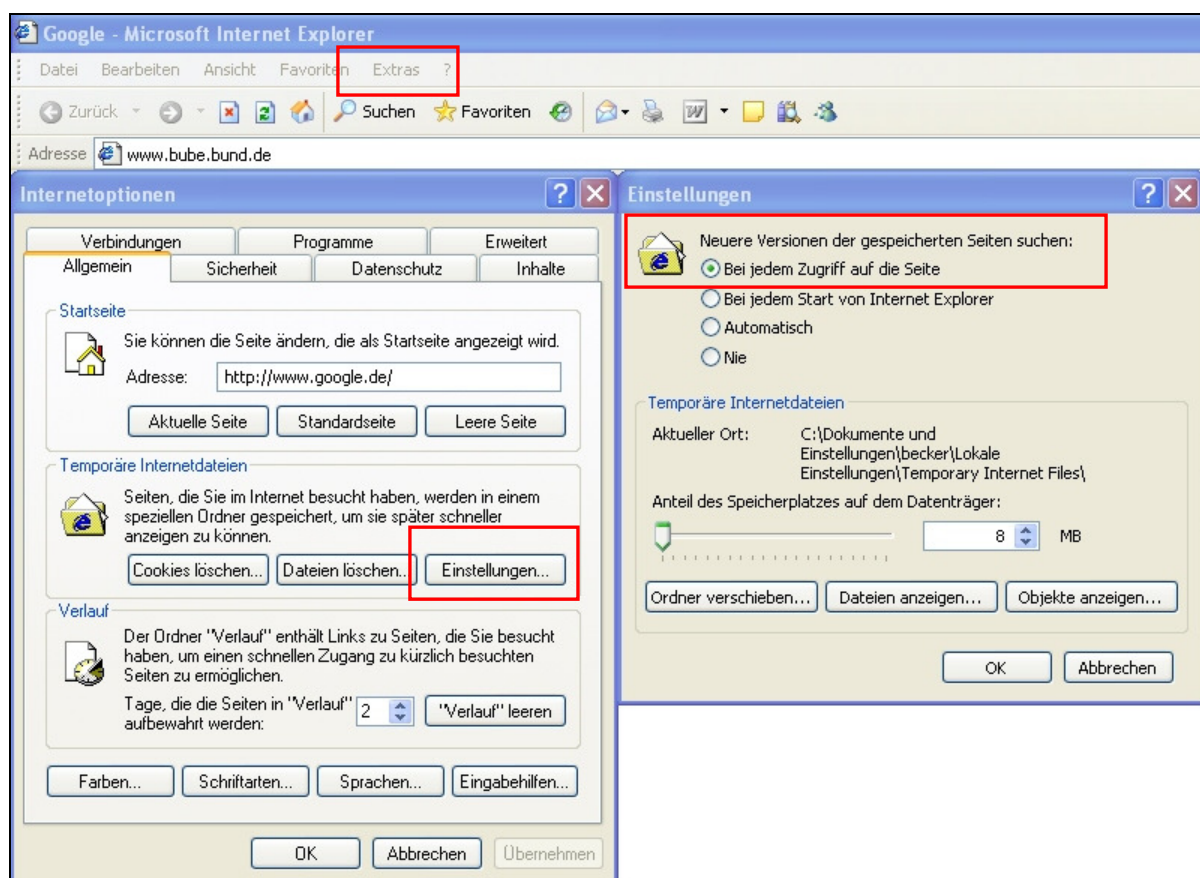 Google - Microsoft Internet Explorer
Datei Bearbeiten Ansicht Favoriten Extras ?
Zurück Suchen Favoriten
Adresse www.bube.bund.de
Internetoptionen
Verbindungen Programme Erweitert
Allgemein Sicherheit Datenschutz Inhalte
Startseite
Sie können die Seite ändern, die als Startseite angezeigt wird.
Adresse: http://www.google.de/
Aktuelle Seite Standardseite Leere Seite
Temporäre Internetdateien
Seiten, die Sie im Internet besucht haben, werden in einem
speziellen Ordner gespeichert, um sie später schneller
anzeigen zu können.
Cookies löschen... Dateien löschen... Einstellungen...
Verlauf
Der Ordner "Verlauf" enthält Links zu Seiten, die Sie besucht
haben, um einen schnellen Zugang zu kürzlich besuchten
Seiten zu ermöglichen.
Tage, die die Seiten in "Verlauf"
aufbewahrt werden: 2 "Verlauf" leeren
Farben... Schriftarten... Sprachen... Eingabehilfen...
OK Abbrechen Übernehmen
Einstellungen
Neuere Versionen der gespeicherten Seiten suchen:
Bei jedem Zugriff auf die Seite
Bei jedem Start von Internet Explorer
Automatisch
Nie
Temporäre Internetdateien
Aktueller Ort: C:\Dokumente und
Einstellungen\becker\Lokale
Einstellungen\Temporary Internet Files\
Anteil des Speicherplatzes auf dem Datenträger:
8 MB
Ordner verschieben... Dateien anzeigen... Objekte anzeigen...
OK Abbrechen